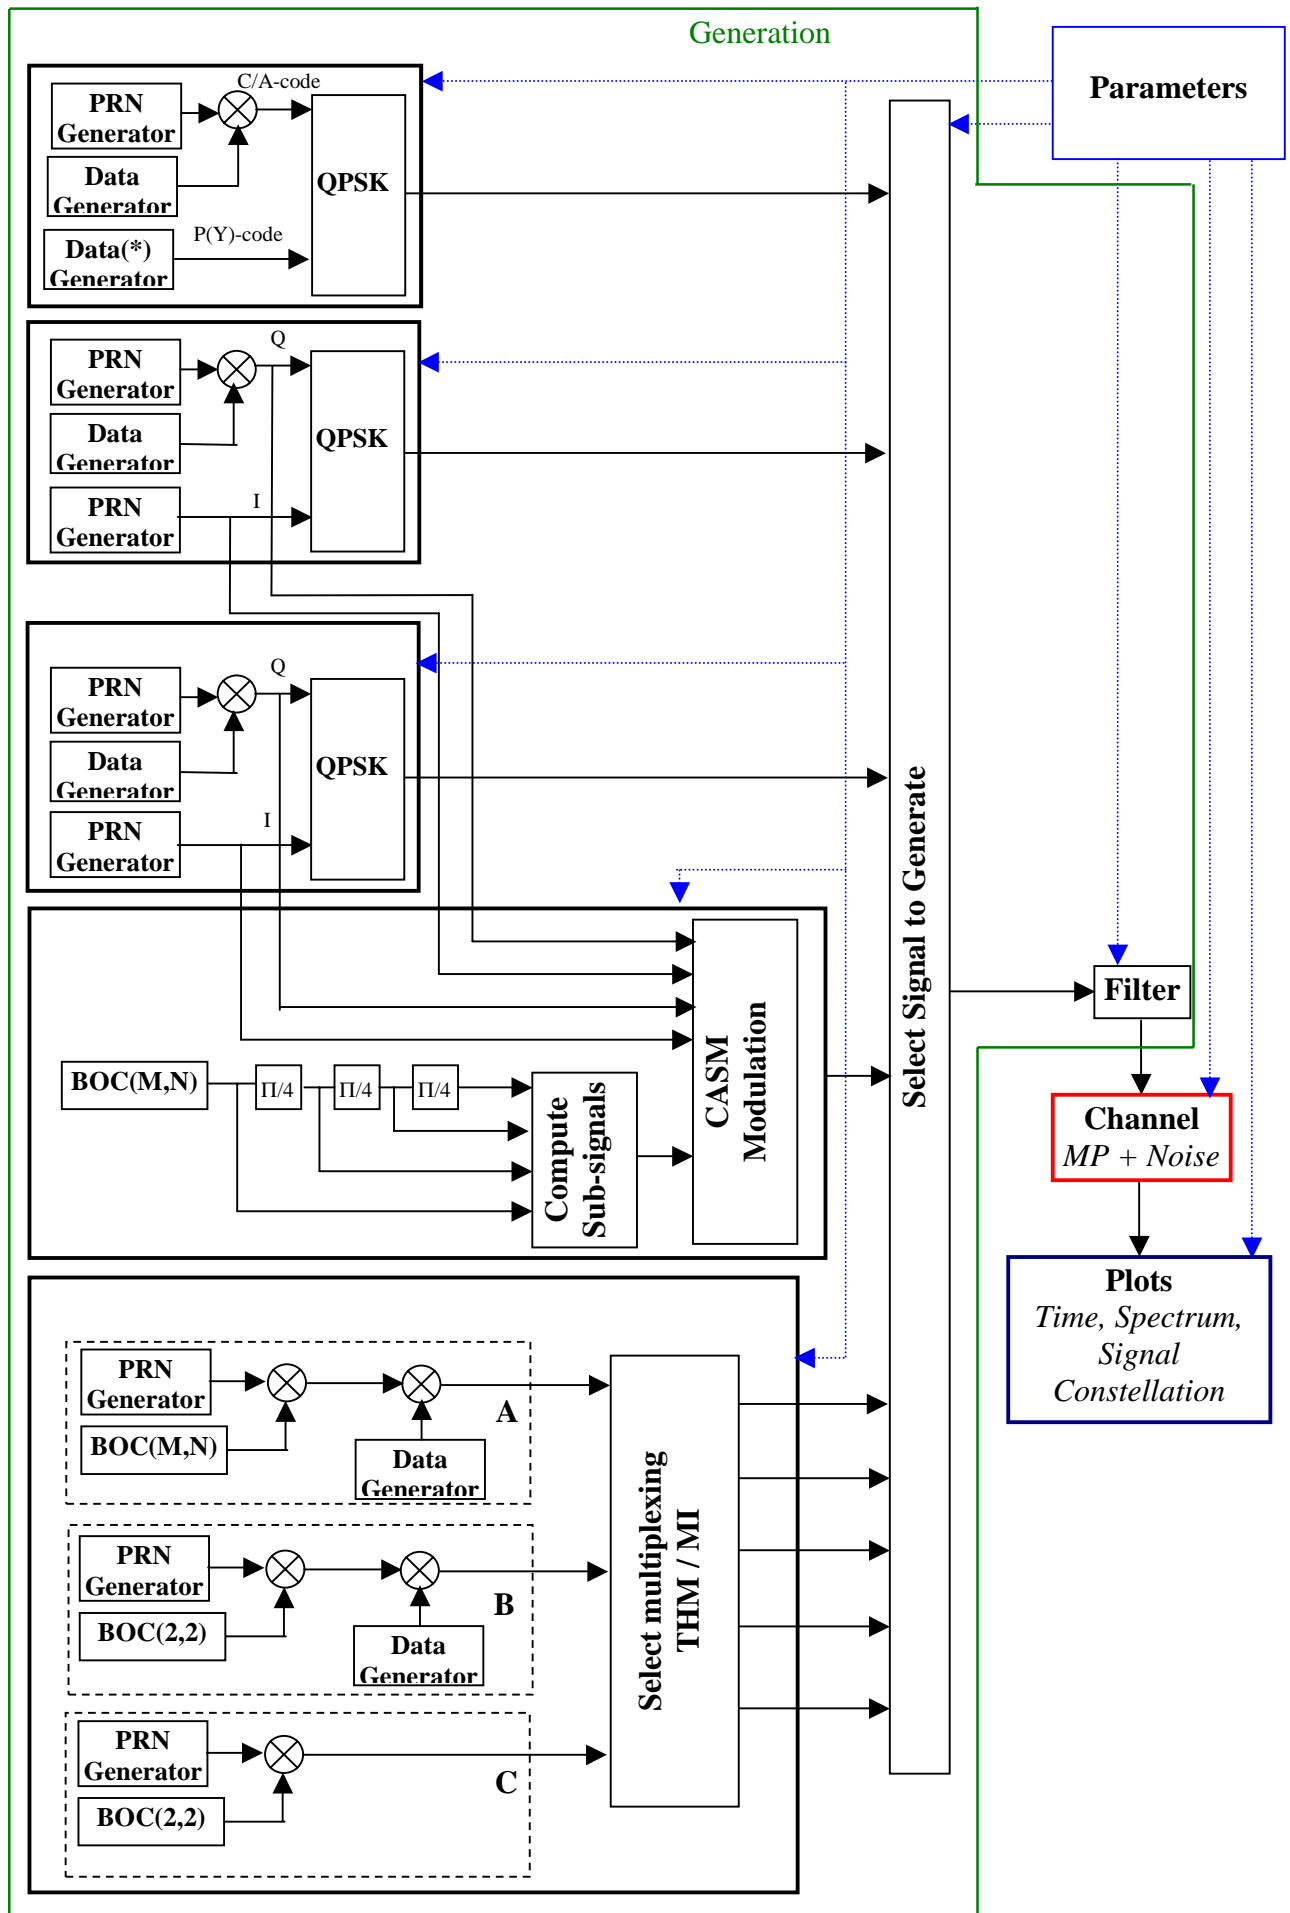 Generation
Parameters
C/A-code
PRN
Generator
Data
Generator
QPSK
P(Y)-code
Data(*)
Generator
Q
PRN
Generator
Data
Generator
QPSK
I
PRN
Generator
Q
PRN
Generator
Data
Generator
QPSK
I
PRN
Generator
Select Signal to Generate
CASM
Modulation
BOC(M,N)
Π/4
Π/4
Π/4
Compute
Sub-signals
Filter
Channel
MP + Noise
Plots
Time, Spectrum,
Signal
Constellation
PRN
Generator
BOC(M,N)
A
Data
Generator
PRN
Generator
BOC(2,2)
B
Data
Generator
PRN
Generator
BOC(2,2)
C
Select multiplexing
THM / MI